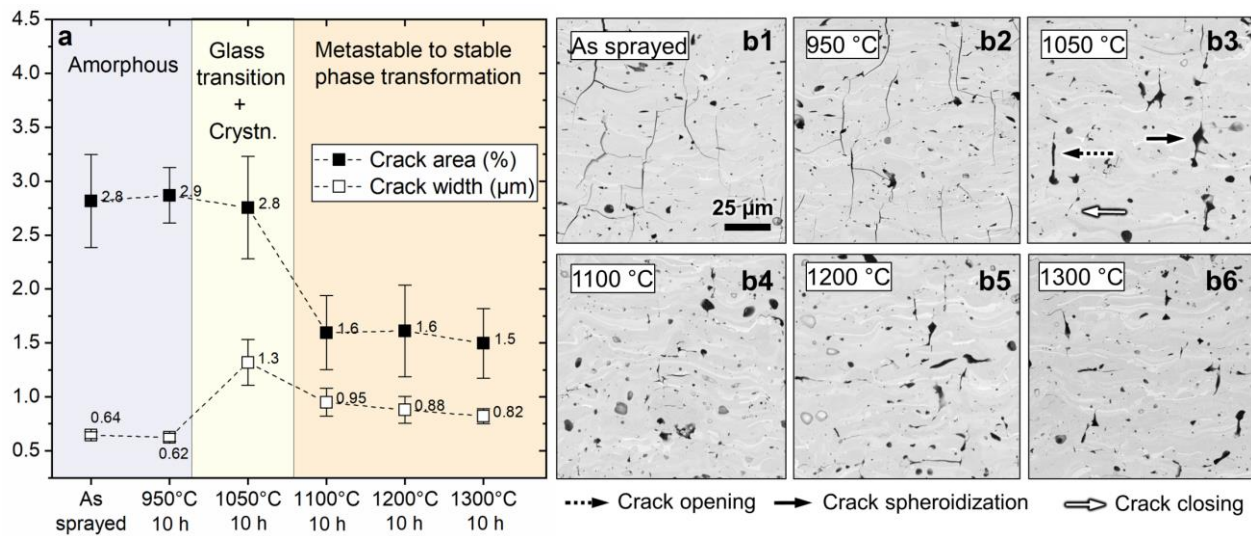 a
4.5
4.0
3.5
3.0
2.5
2.0
1.5
1.0
0.5
Amorphous
Glass
transition
+
Crystn.
Metastable to stable
phase transformation
Crack area (%)
Crack width (µm)
2.8
2.9
2.8
1.6
1.6
1.5
0.64
0.62
1.3
0.95
0.88
0.82
As
sprayed
950°C
10 h
1050°C
10 h
1100°C
10 h
1200°C
10 h
1300°C
10 h
As sprayed
b1
25 µm
950 °C
b2
1050 °C
b3
1100 °C
b4
1200 °C
b5
1300 °C
b6
Crack opening
Crack spheroidization
Crack closing